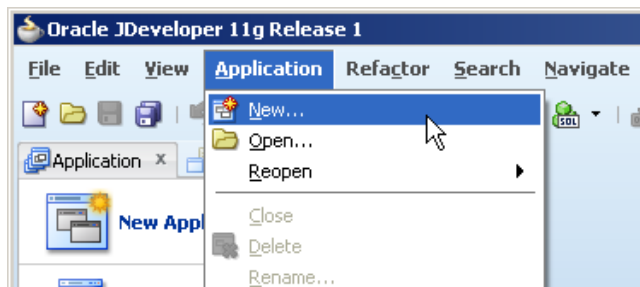 Oracle JDeveloper 11g Release 1
File Edit View Application Refactor Search Navigate
New...
SQL
Open...
Application x
Reopen
New Appl
Close
Delete
Rename...